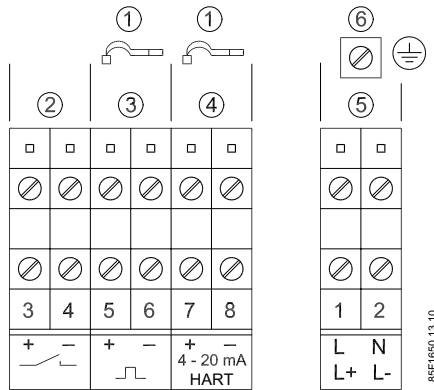 1 1 6
2 3 4 5
3 4 5 6 7 8 1 2
+ – + – + – L N
4 - 20 mA L+ L-
HART
85F1650.13.10